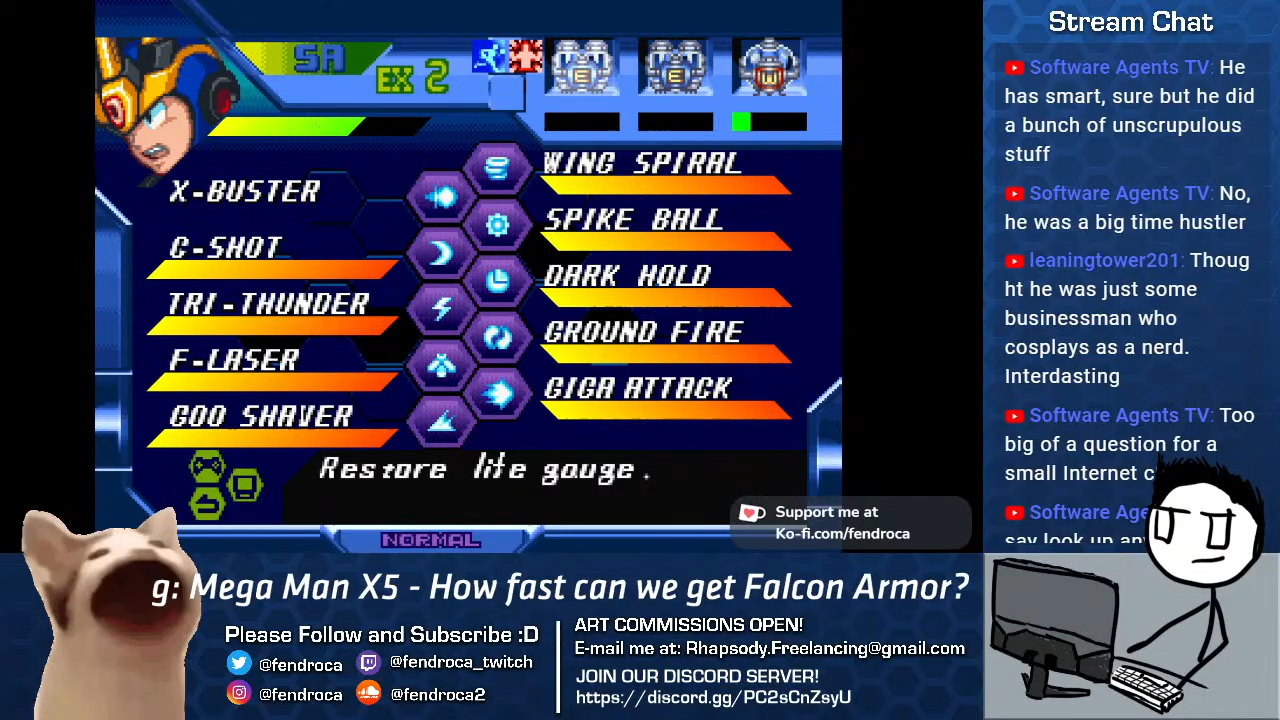 SA
EX 2
E
E
U
X-BUSTER
C-SHOT
TRI-THUNDER
F-LASER
GOO SHAVER
WING SPIRAL
SPIKE BALL
DARK HOLD
GROUND FIRE
GIGA ATTACK
Restore life gauge.
NORMAL
Support me at
Ko-fi.com/fendroca
Stream Chat
Software Agents TV: He
has smart, sure but he did
a bunch of unscrupulous
stuff
Software Agents TV: No,
he was a big time hustler
leaningtower201: Thoug
ht he was just some
businessman who
cosplays as a nerd.
Interdasting
Software Agents TV: Too
big of a question for a
small Internet c
Software Age
say look up
g: Mega Man X5 - How fast can we get Falcon Armor?
Please Follow and Subscribe :D
@fendroca
@fendroca_twitch
@fendroca
@fendroca2
ART COMMISSIONS OPEN!
E-mail me at: Rhapsody.Freelancing@gmail.com
JOIN OUR DISCORD SERVER!
https://discord.gg/PC2sCnZsyU